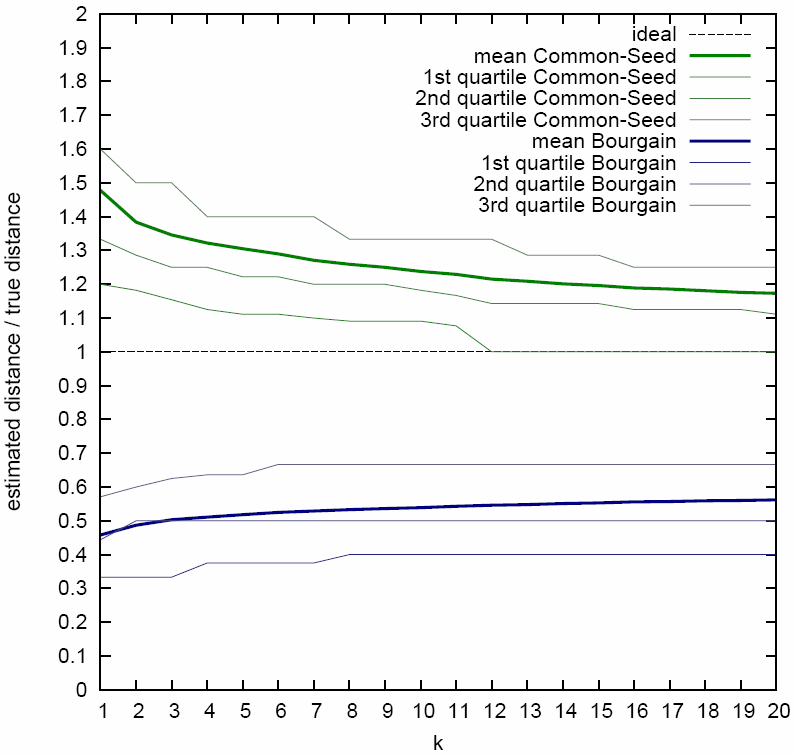 2
1.9
1.8
1.7
1.6
1.5
1.4
1.3
1.2
1.1
1
0.9
0.8
0.7
0.6
0.5
0.4
0.3
0.2
0.1
0
estimated distance / true distance
ideal
mean Common-Seed
1st quartile Common-Seed
2nd quartile Common-Seed
3rd quartile Common-Seed
mean Bourgain
1st quartile Bourgain
2nd quartile Bourgain
3rd quartile Bourgain
1 2 3 4 5 6 7 8 9 10 11 12 13 14 15 16 17 18 19 20
k